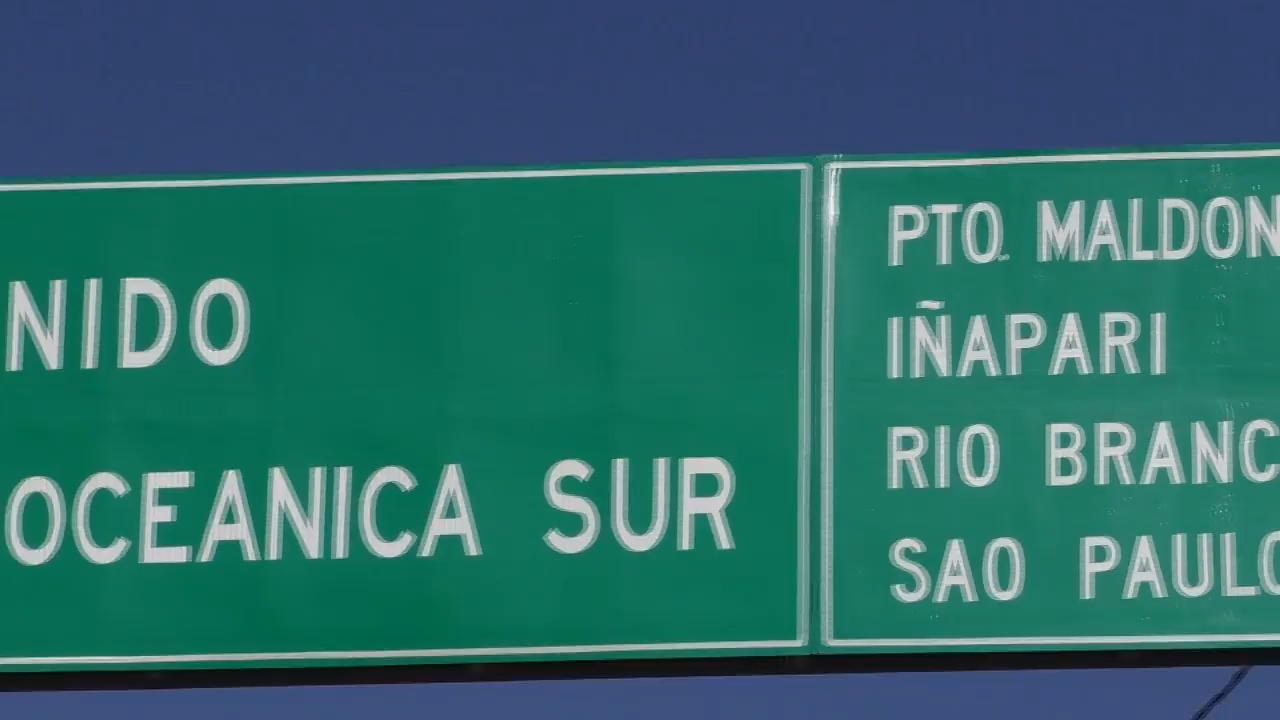 NIDO
OCEANICA SUR
PTO. MALDON
IÑAPARI
RIO BRANC
SAO PAULO